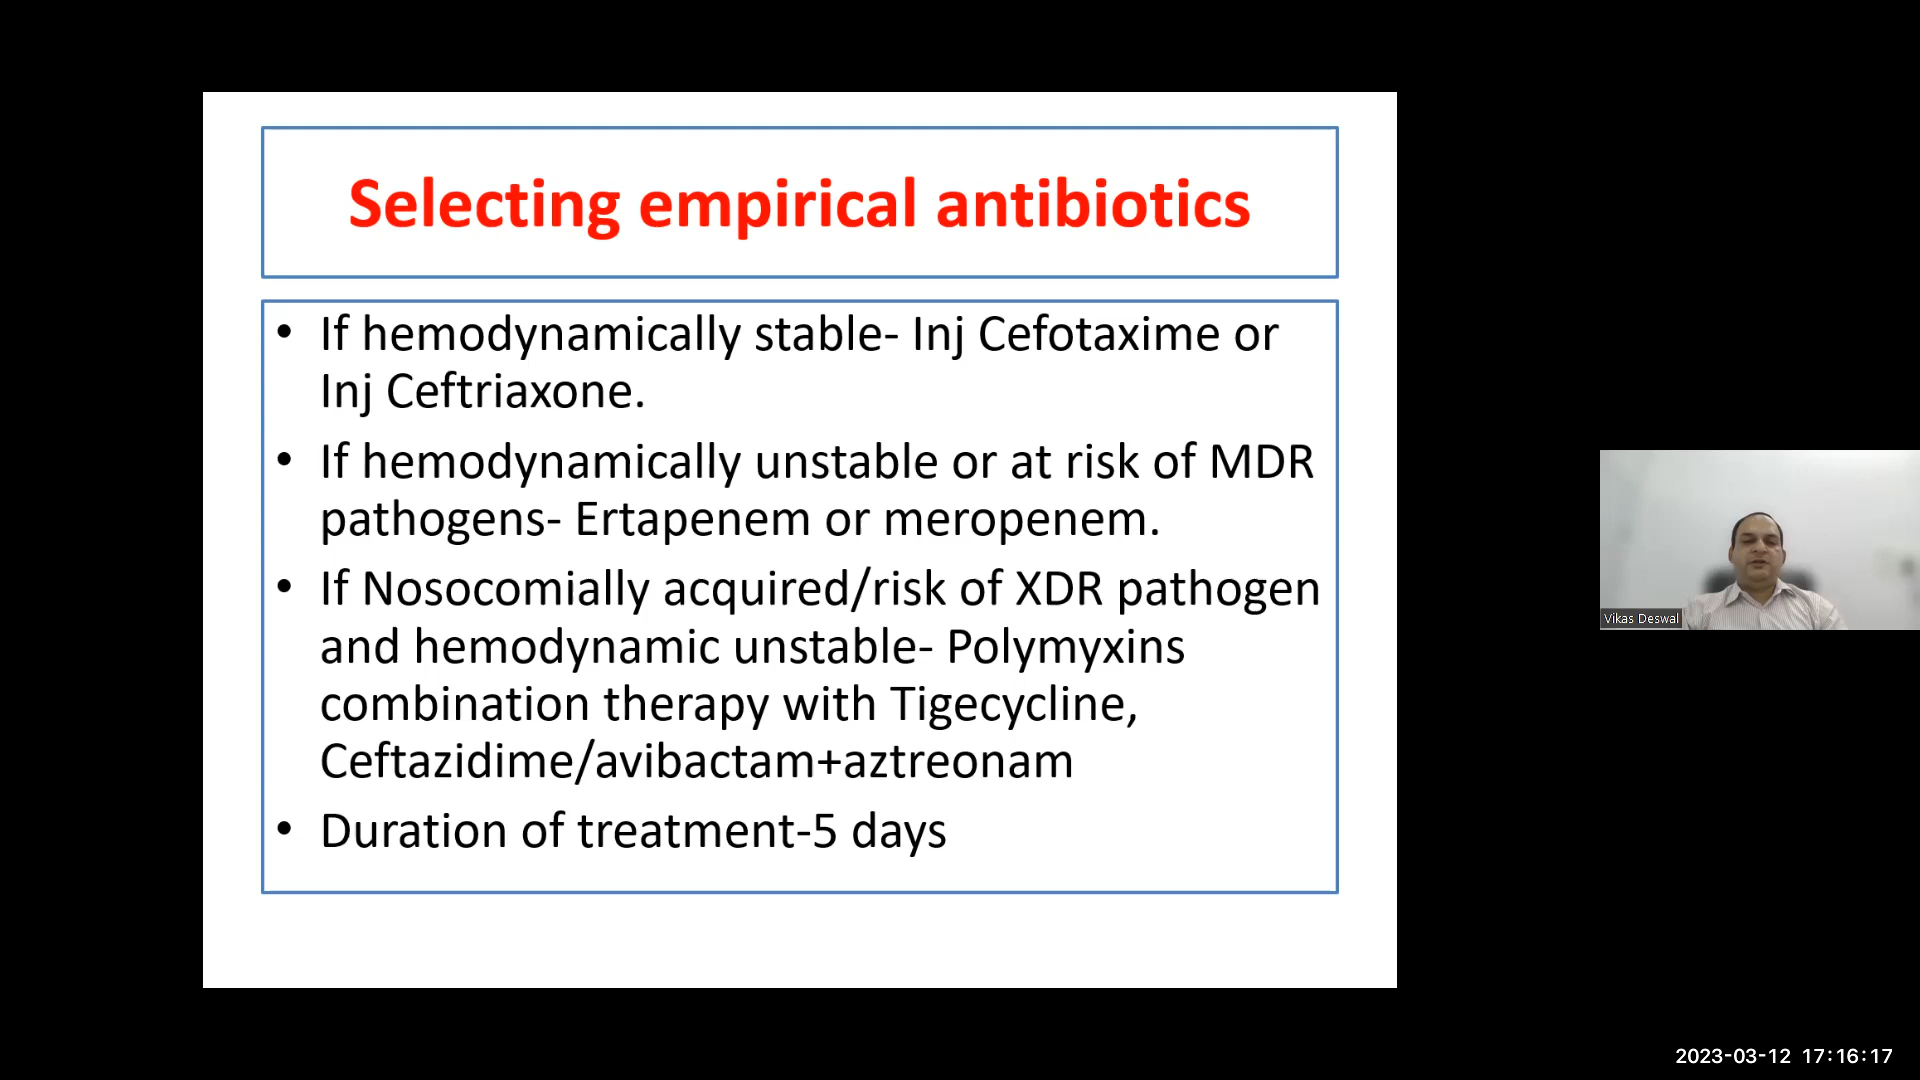 Selecting empirical antibiotics
• If hemodynamically stable- Inj Cefotaxime or
Inj Ceftriaxone.
• If hemodynamically unstable or at risk of MDR
pathogens- Ertapenem or meropenem.
• If Nosocomially acquired/risk of XDR pathogen
and hemodynamic unstable- Polymyxins
combination therapy with Tigecycline,
Ceftazidime/avibactam+aztreonam
• Duration of treatment-5 days
Vikas Deswal
2023-03-12 17:16:17